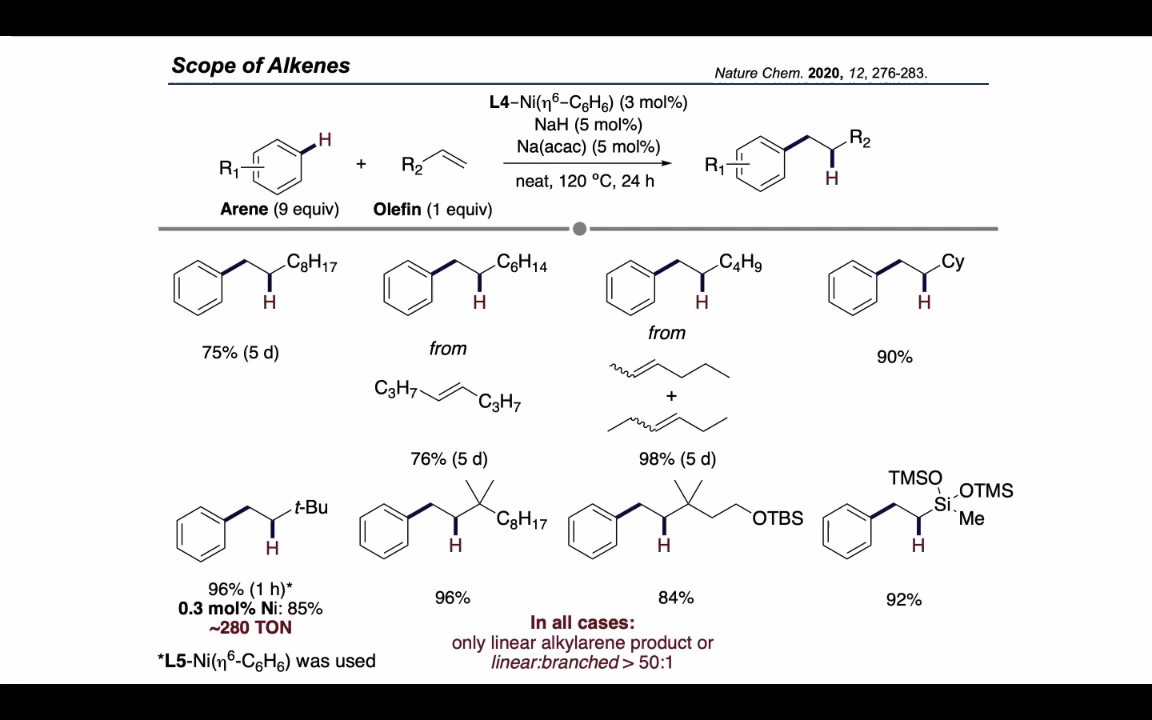 Scope of Alkenes
Nature Chem. 2020, 12, 276-283.
L4–Ni(η⁶–C₆H₆) (3 mol%)
NaH (5 mol%)
Na(acac) (5 mol%)
neat, 120 ºC, 24 h
R₁
H
+
R₂
R₁
R₂
H
Arene (9 equiv)
Olefin (1 equiv)
C₈H₁₇
H
75% (5 d)
C₆H₁₄
H
from
C₃H₇
C₃H₇
76% (5 d)
C₄H₉
H
from
+
98% (5 d)
Cy
H
90%
t-Bu
H
96% (1 h)*
0.3 mol% Ni: 85%
~280 TON
C₈H₁₇
H
96%
OTBS
H
84%
TMSO
OTMS
Si
Me
H
92%
In all cases:
only linear alkylarene product or
linear:branched > 50:1
*L5-Ni(η⁶-C₆H₆) was used